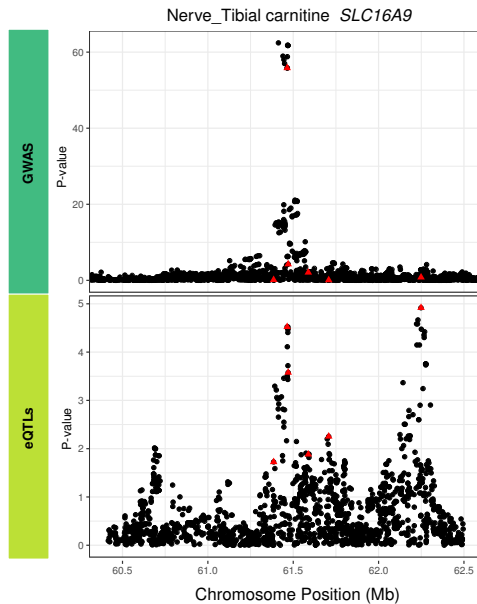 Nerve_Tibial carnitine SLC16A9
GWAS
P-value
60
40
20
0
eQTLs
P-value
5
4
3
2
1
0
60.5 61.0 61.5 62.0 62.5
Chromosome Position (Mb)